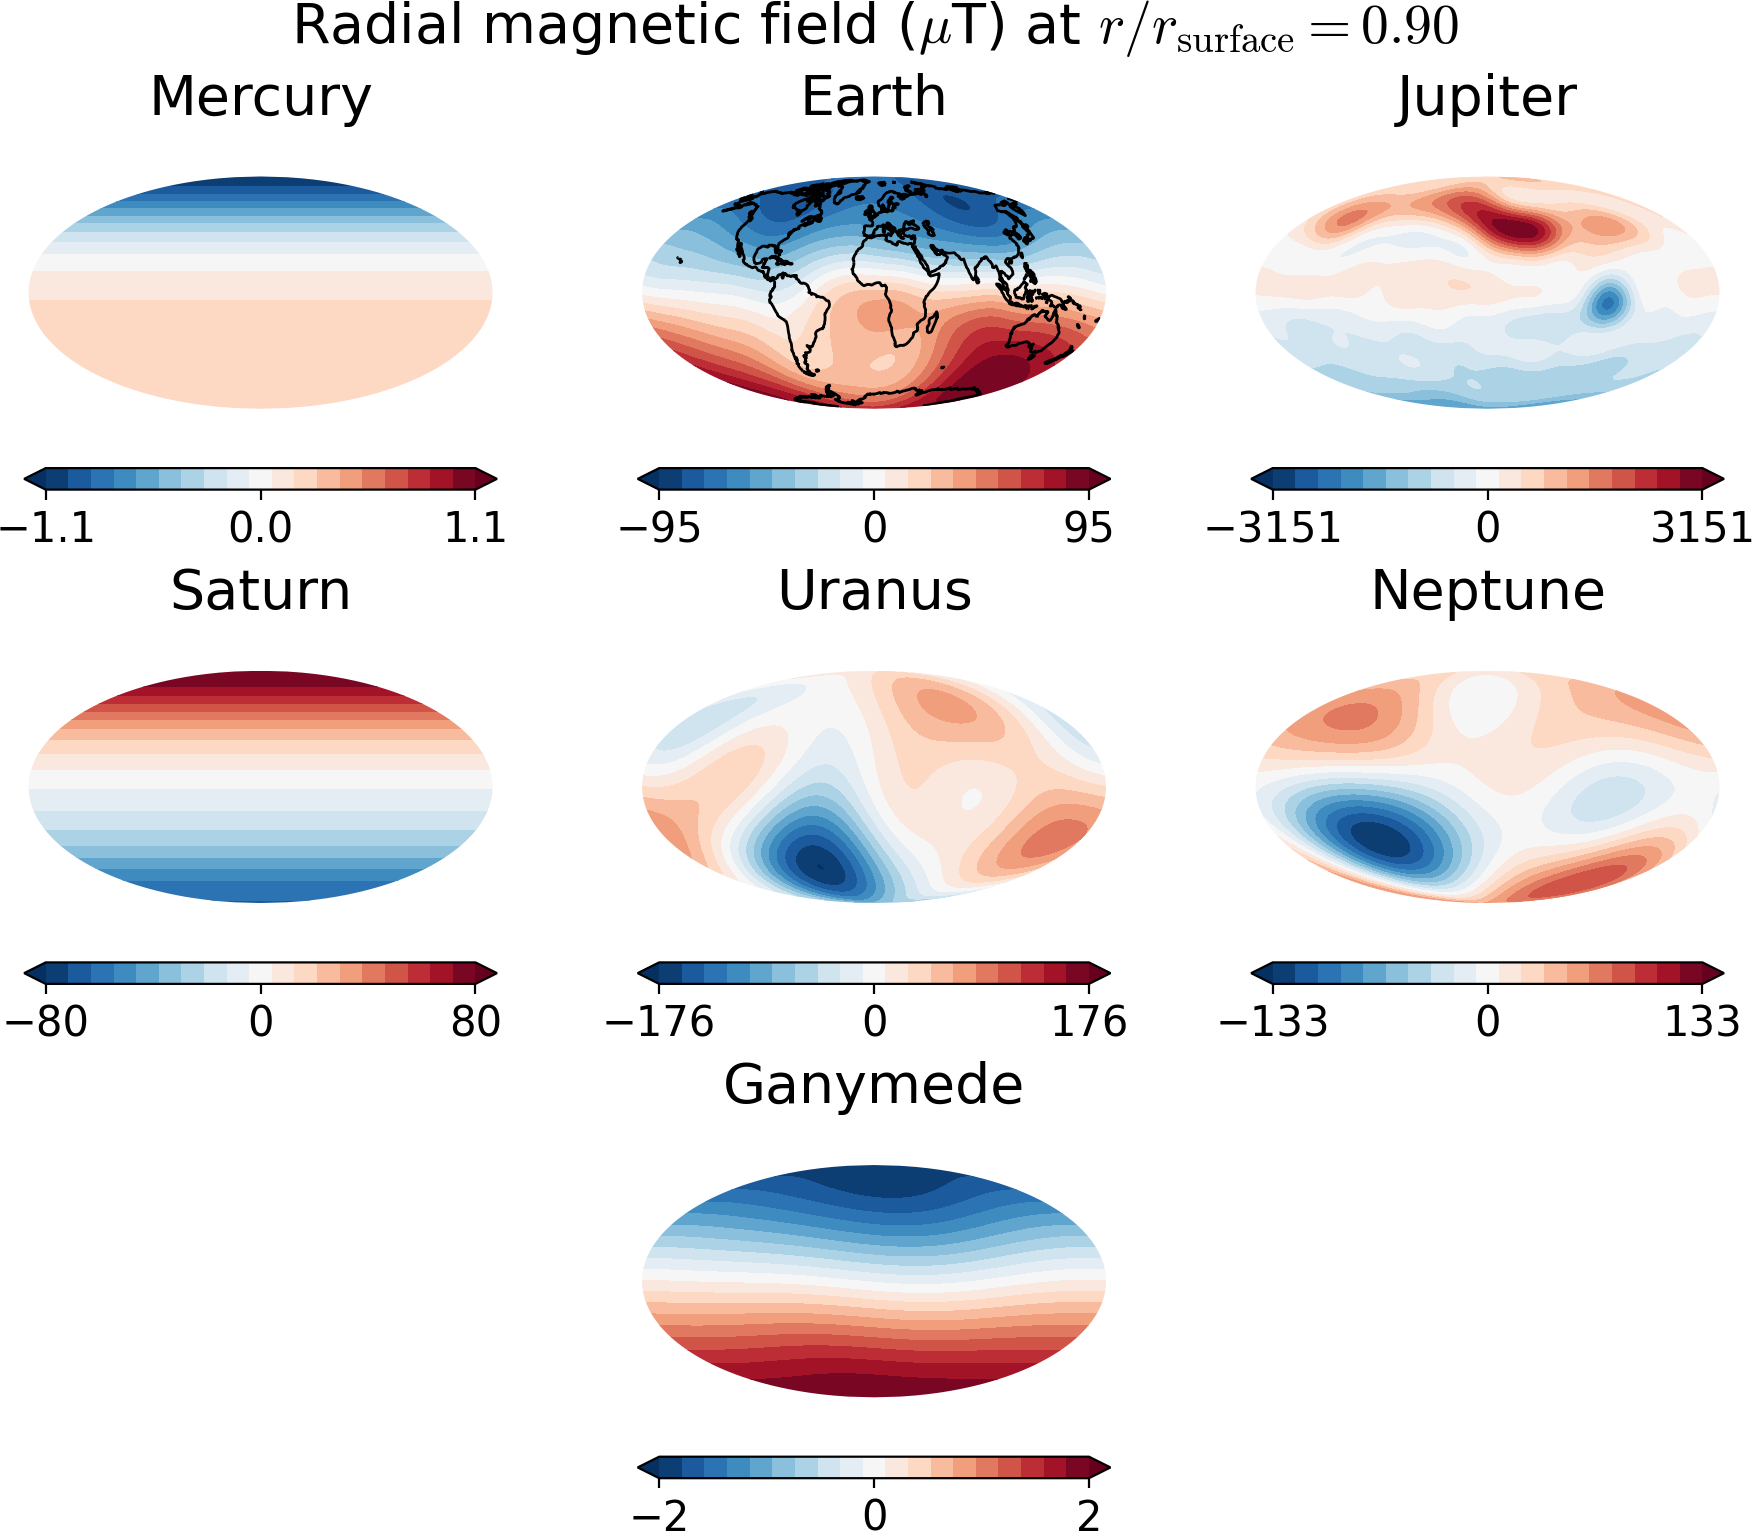 Radial magnetic field (μT) at r/r_surface = 0.90
Mercury Earth Jupiter
−1.1 0.0 1.1 −95 0 95 −3151 0 3151
Saturn Uranus Neptune
−80 0 80 −176 0 176 −133 0 133
Ganymede
−2 0 2